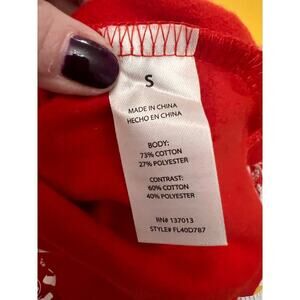 S
MADE IN CHINA
HECHO EN CHINA
BODY:
73% COTTON
27% POLYESTER
CONTRAST:
60% COTTON
40% POLYESTER
RN# 137013
STYLE# FL40D787